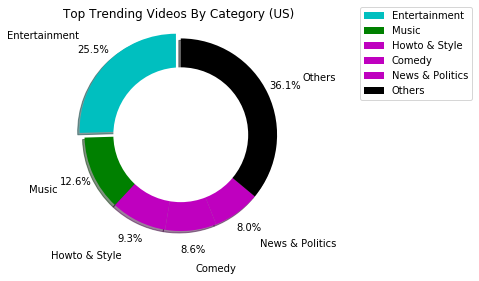 Top Trending Videos By Category (US)
Entertainment
25.5%
Music
12.6%
Howto & Style
9.3%
Comedy
8.6%
News & Politics
8.0%
Others
36.1%
Entertainment
Music
Howto & Style
Comedy
News & Politics
Others